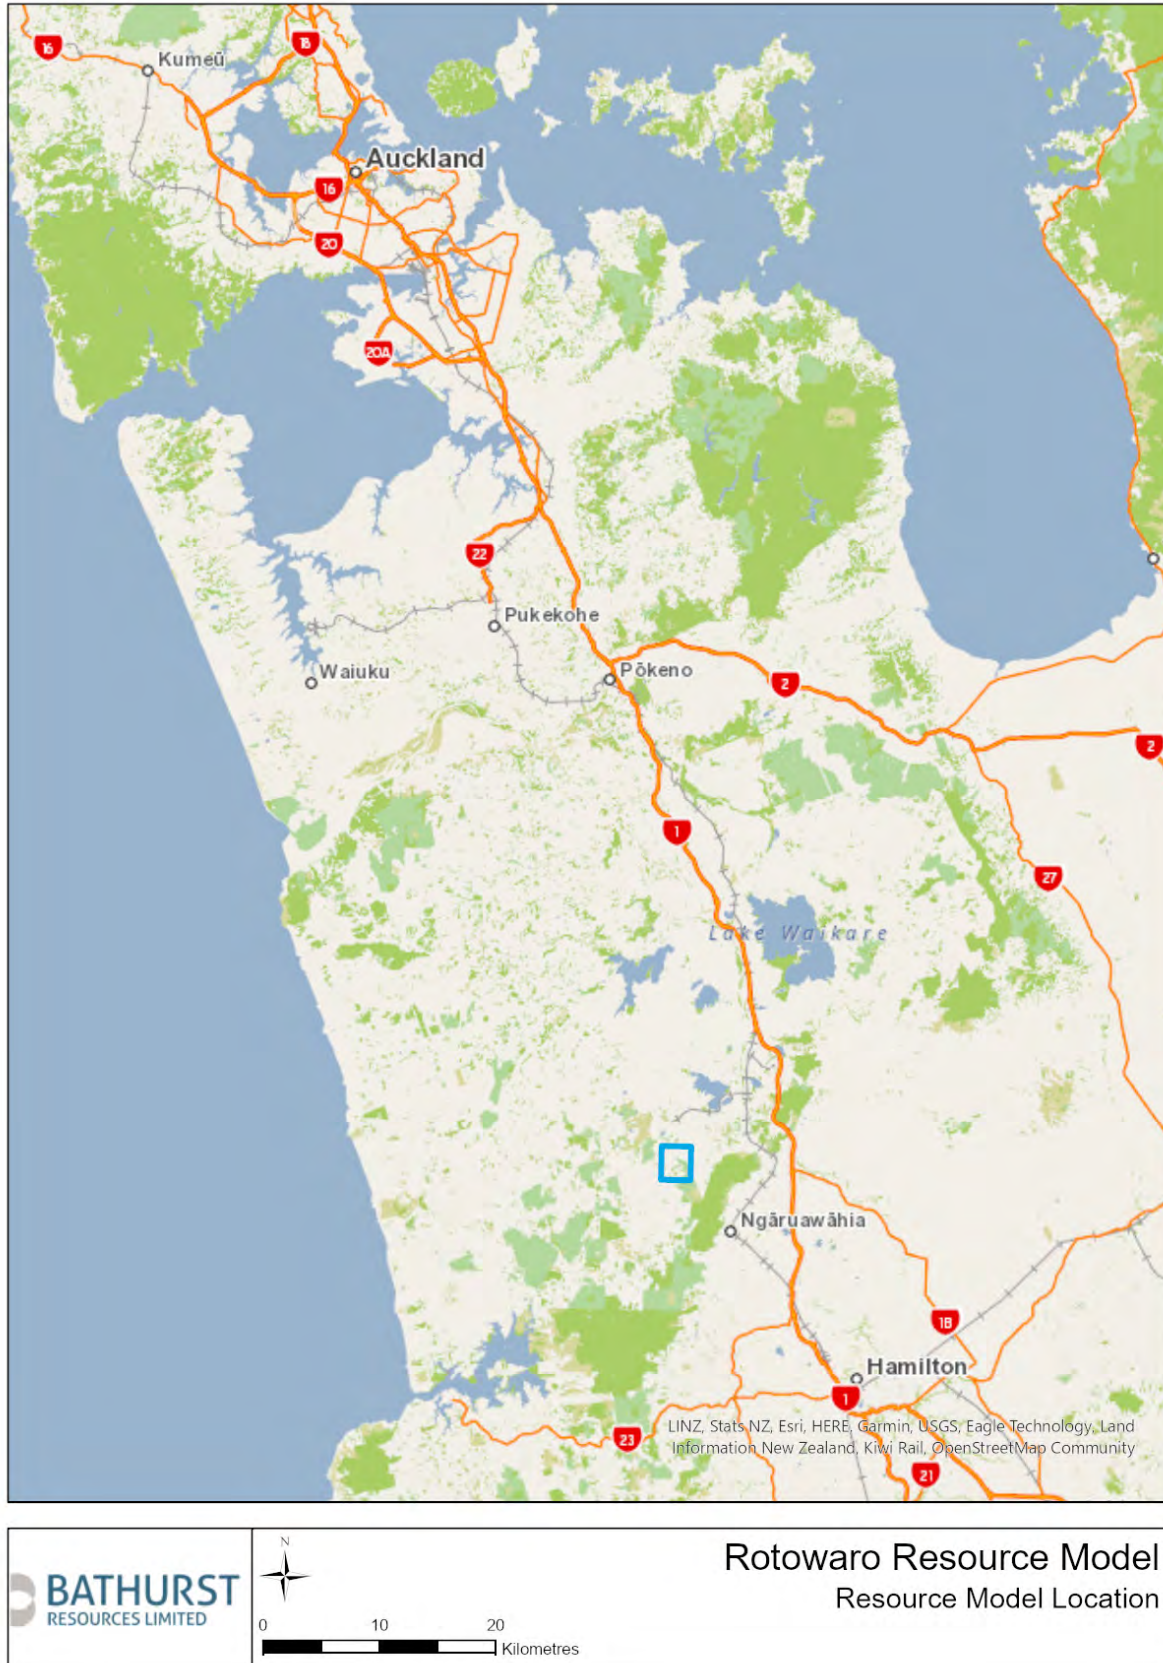 16
Kumeū
18
Auckland
16
20
20A
22
Pukekohe
Waiuku
Pōkeno
2
2
1
27
Lake Waikare
Ngāruawāhia
1B
Hamilton
1
LINZ, Stats NZ, Esri, HERE, Garmin, USGS, Eagle Technology, Land
Information New Zealand, Kiwi Rail, OpenStreetMap Community
23
21
BATHURST
RESOURCES LIMITED
N
0 10 20
Kilometres
Rotowaro Resource Model
Resource Model Location